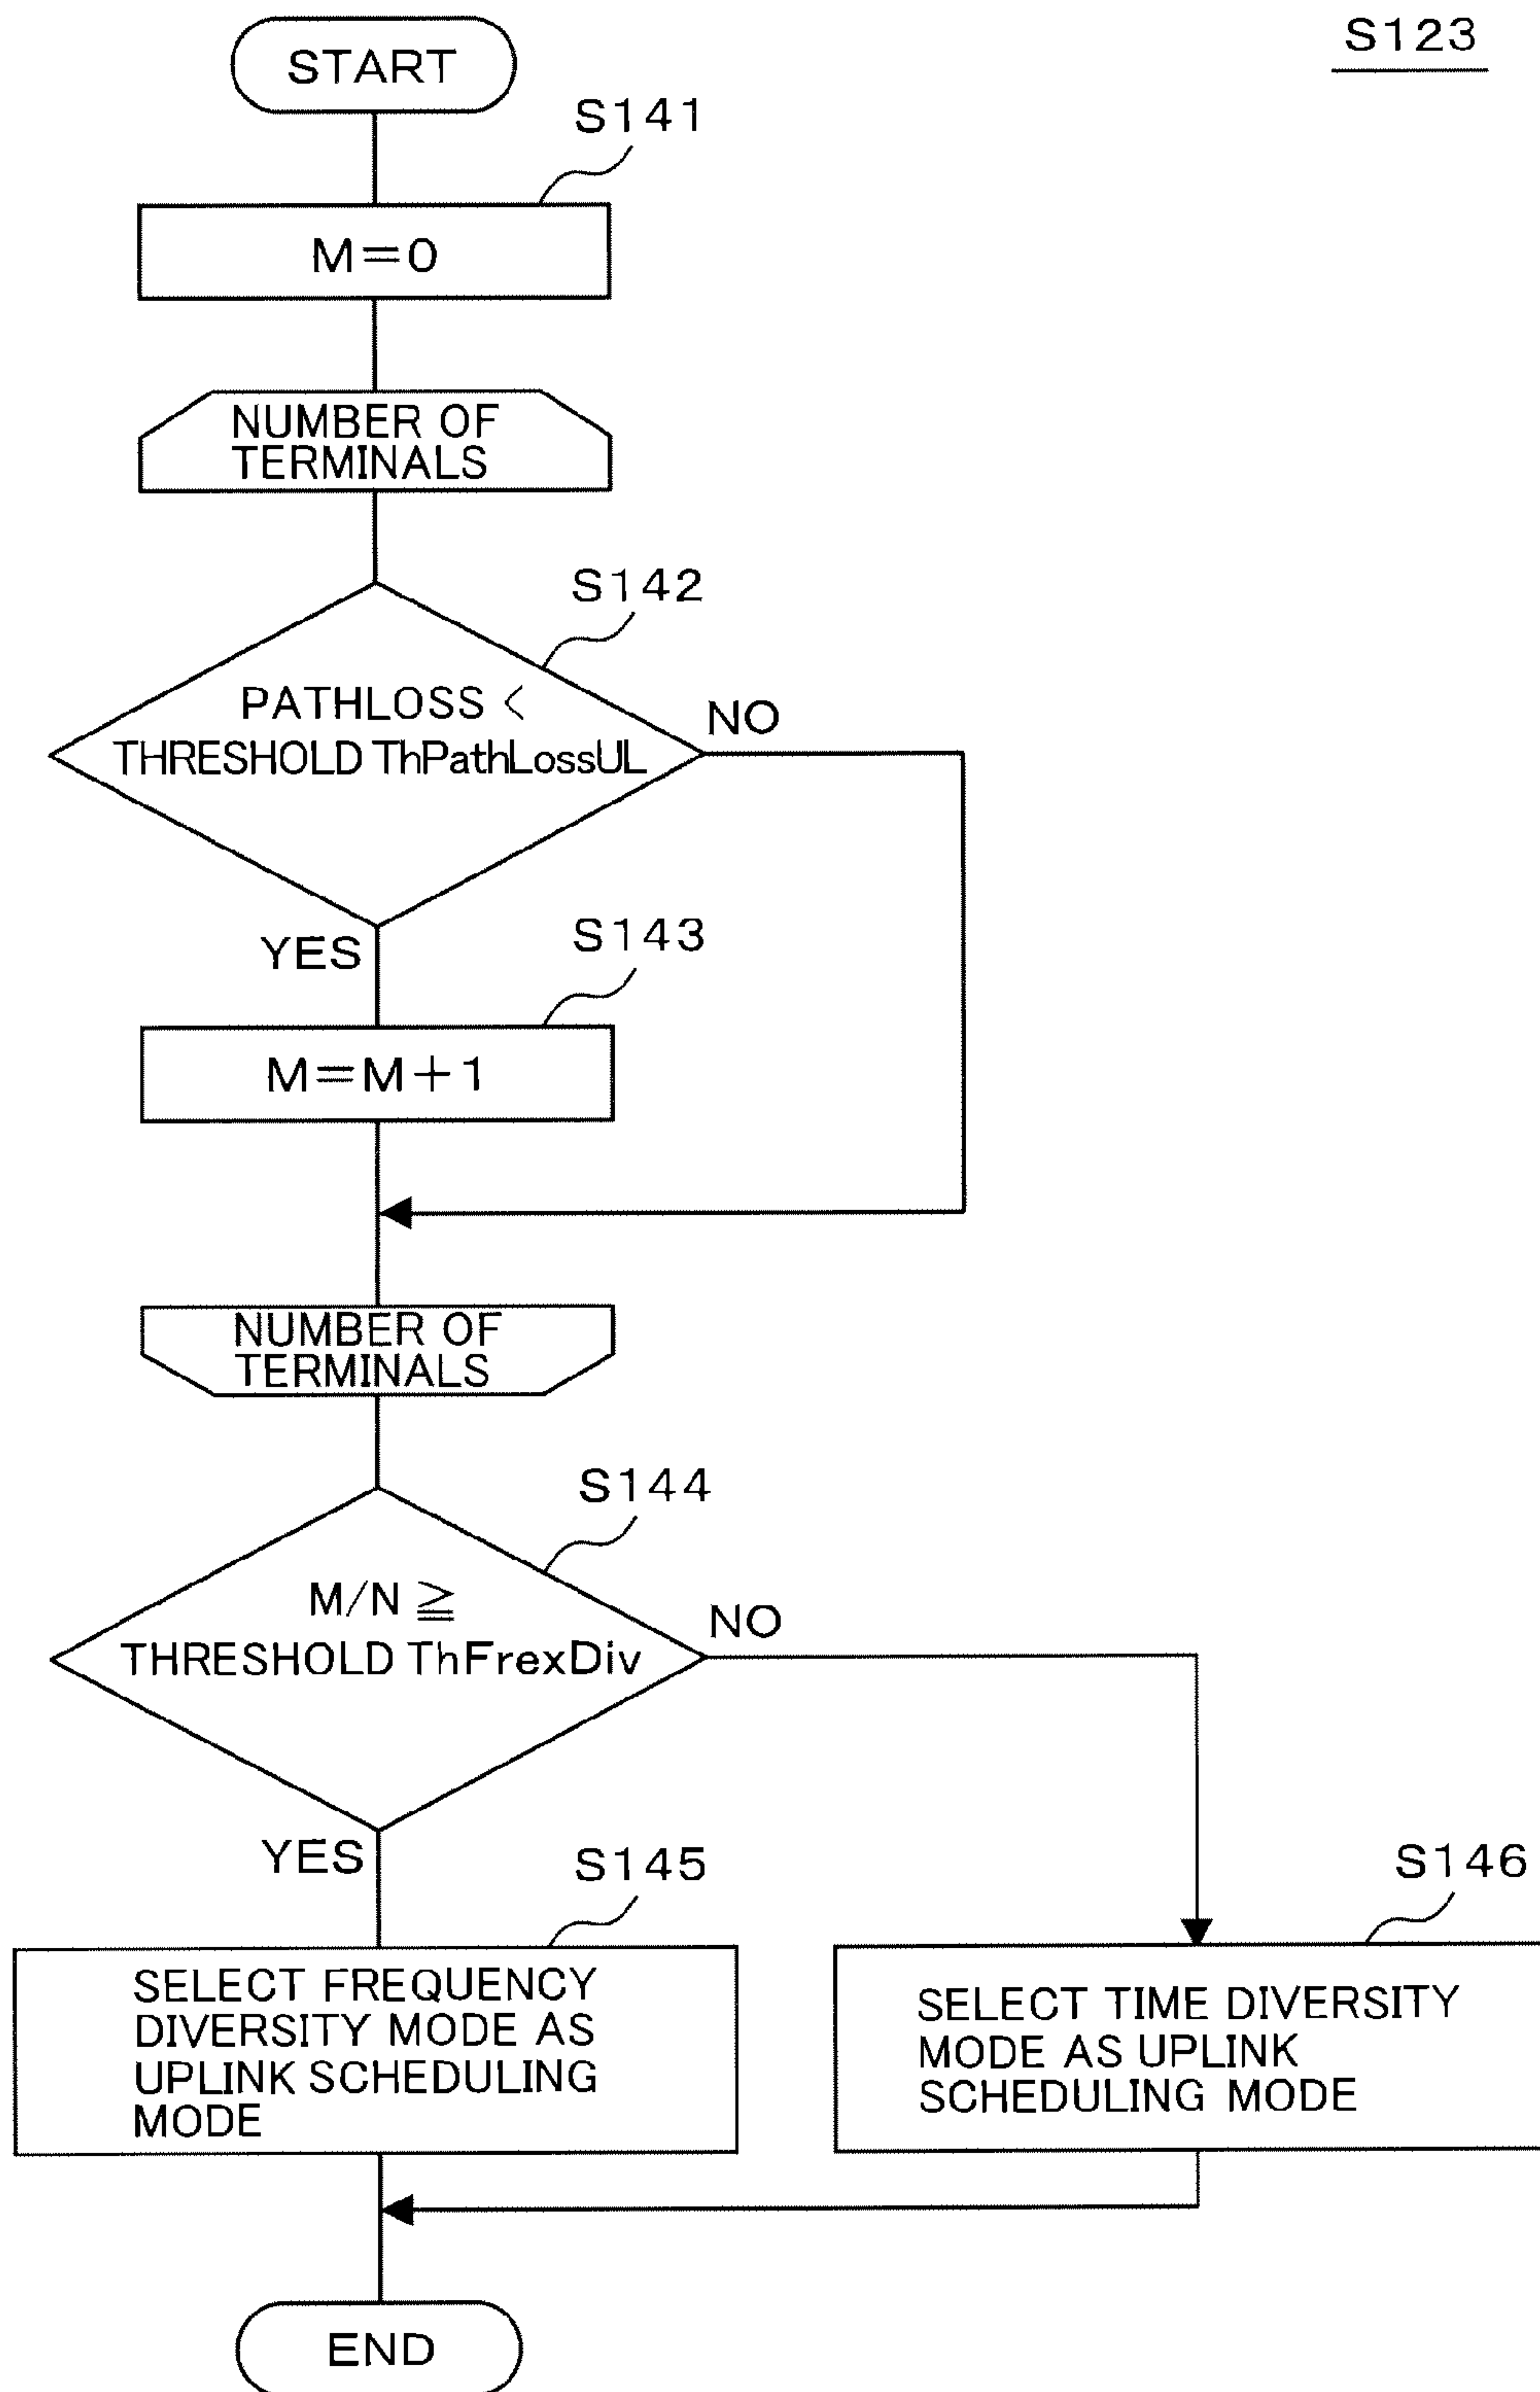 S123
START
S141
M=0
NUMBER OF
TERMINALS
S142
PATHLOSS <
THRESHOLD ThPathLossUL
NO
YES
S143
M=M+1
NUMBER OF
TERMINALS
S144
M/N ≧
THRESHOLD ThFrexDiv
NO
YES
S145
SELECT FREQUENCY
DIVERSITY MODE AS
UPLINK SCHEDULING
MODE
S146
SELECT TIME DIVERSITY
MODE AS UPLINK
SCHEDULING MODE
END